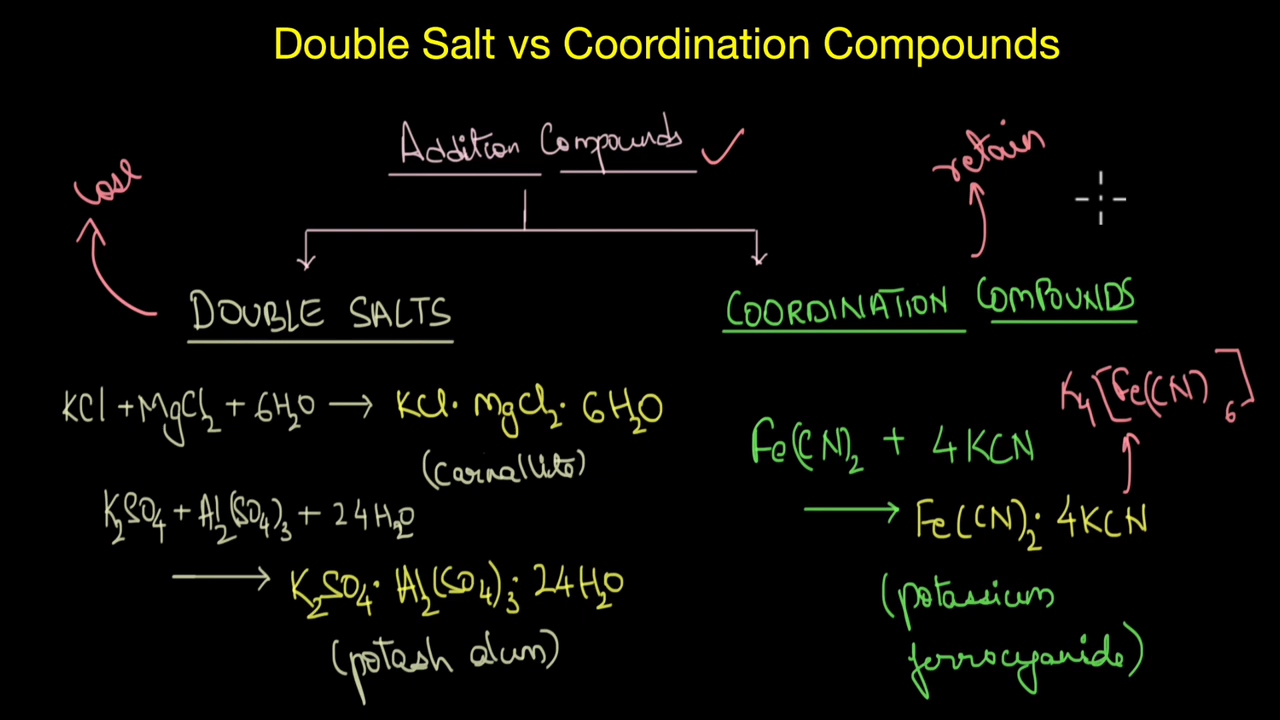 Double Salt vs Coordination Compounds
Addition Compounds ✓
lose
retain
DOUBLE SALTS
COORDINATION COMPOUNDS
KCl + MgCl₂ + 6H₂O → KCl· MgCl₂· 6H₂O
(Carnallite)
K₂SO₄ + Al₂(SO₄)₃ + 24H₂O
→ K₂SO₄· Al₂(SO₄)₃· 24H₂O
(potash alum)
K₄[Fe(CN)₆]
Fe(CN)₂ + 4KCN
→ Fe(CN)₂· 4KCN
(potassium
ferrocyanide)